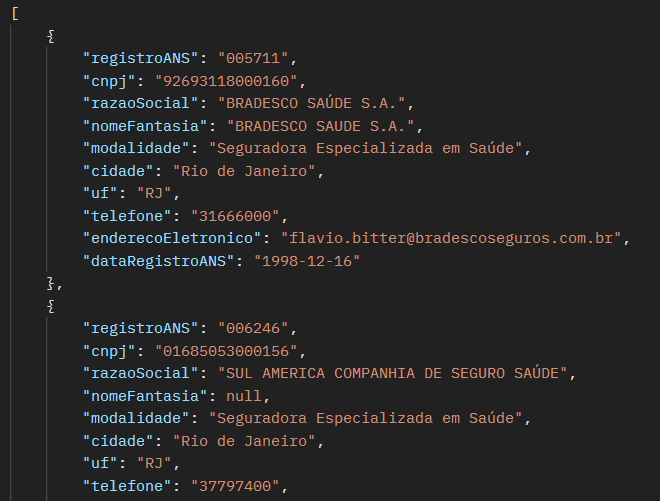 [
{
"registroANS": "005711",
"cnpj": "92693118000160",
"razaoSocial": "BRADESCO SAÚDE S.A.",
"nomeFantasia": "BRADESCO SAUDE S.A.",
"modalidade": "Seguradora Especializada em Saúde",
"cidade": "Rio de Janeiro",
"uf": "RJ",
"telefone": "31666000",
"enderecoEletronico": "flavio.bitter@bradescoseguros.com.br",
"dataRegistroANS": "1998-12-16"
},
{
"registroANS": "006246",
"cnpj": "01685053000156",
"razaoSocial": "SUL AMERICA COMPANHIA DE SEGURO SAÚDE",
"nomeFantasia": null,
"modalidade": "Seguradora Especializada em Saúde",
"cidade": "Rio de Janeiro",
"uf": "RJ",
"telefone": "37797400",